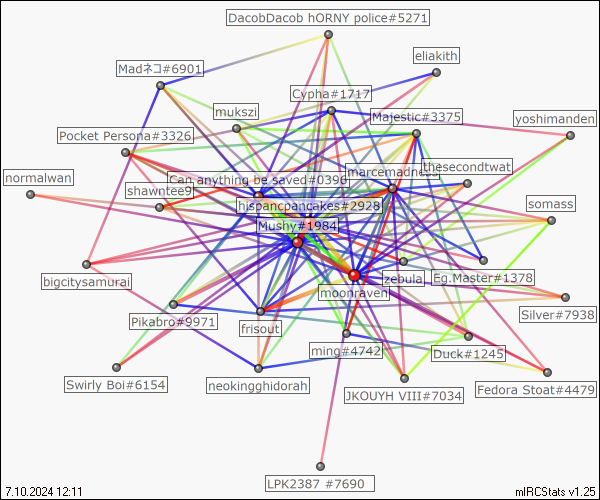 DacobDacob hORNY police#5271
eliakith
Madネコ#6901
Cypha#1717
mukszi
Majestic#3375
yoshimanden
Pocket Persona#3326
thesecondtwat
marcemadness
Can anything be saved#0390
normalwan
shawntee9
hispancpancakes#2928
somass
Mushy#1984
zebula
Eg.Master#1378
bigcitysamurai
moonraven
Silver#7938
Pikabro#9971
frisout
ming#4742
Duck#1245
Swirly Boi#6154
neokingghidorah
JKOUYH VIII#7034
Fedora Stoat#4479
LPK2387 #7690
7.10.2024 12:11
mIRCStats v1.25